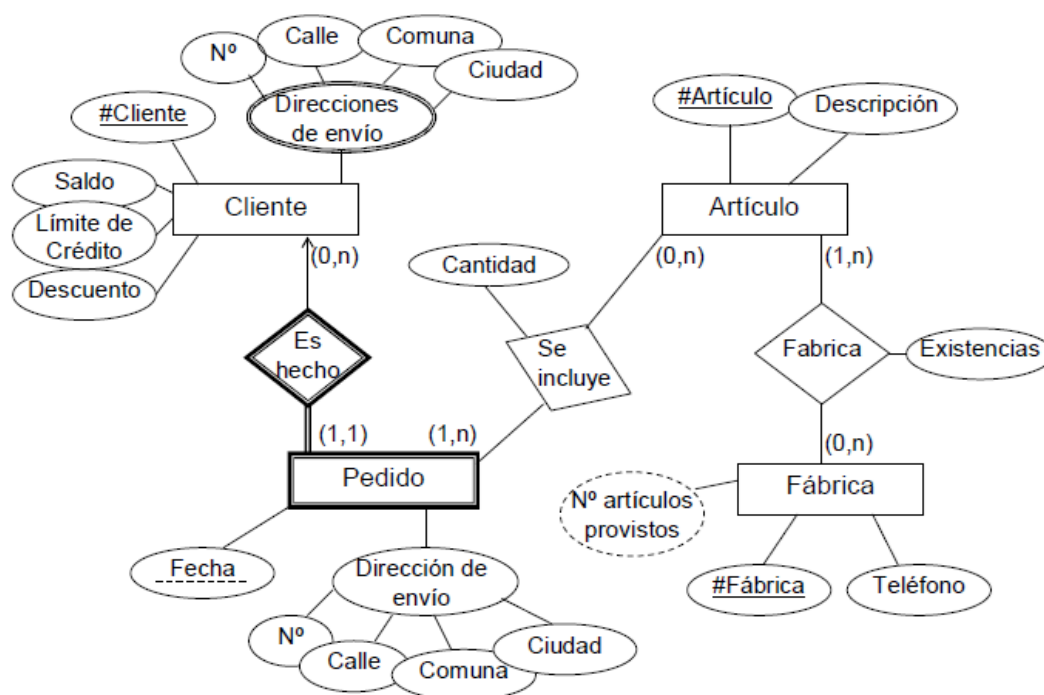 Nº
Calle
Comuna
Ciudad
Direcciones
de envío
#Cliente
Saldo
Límite de
Crédito
Descuento
Cliente
(0,n)
#Artículo
Descripción
Artículo
(0,n)
(1,n)
Cantidad
Es
hecho
Se
incluye
Fabrica
Existencias
(1,1)
(1,n)
(0,n)
Pedido
Fábrica
Nº artículos
provistos
Fecha
Dirección de
envío
Nº
Calle
Comuna
Ciudad
#Fábrica
Teléfono